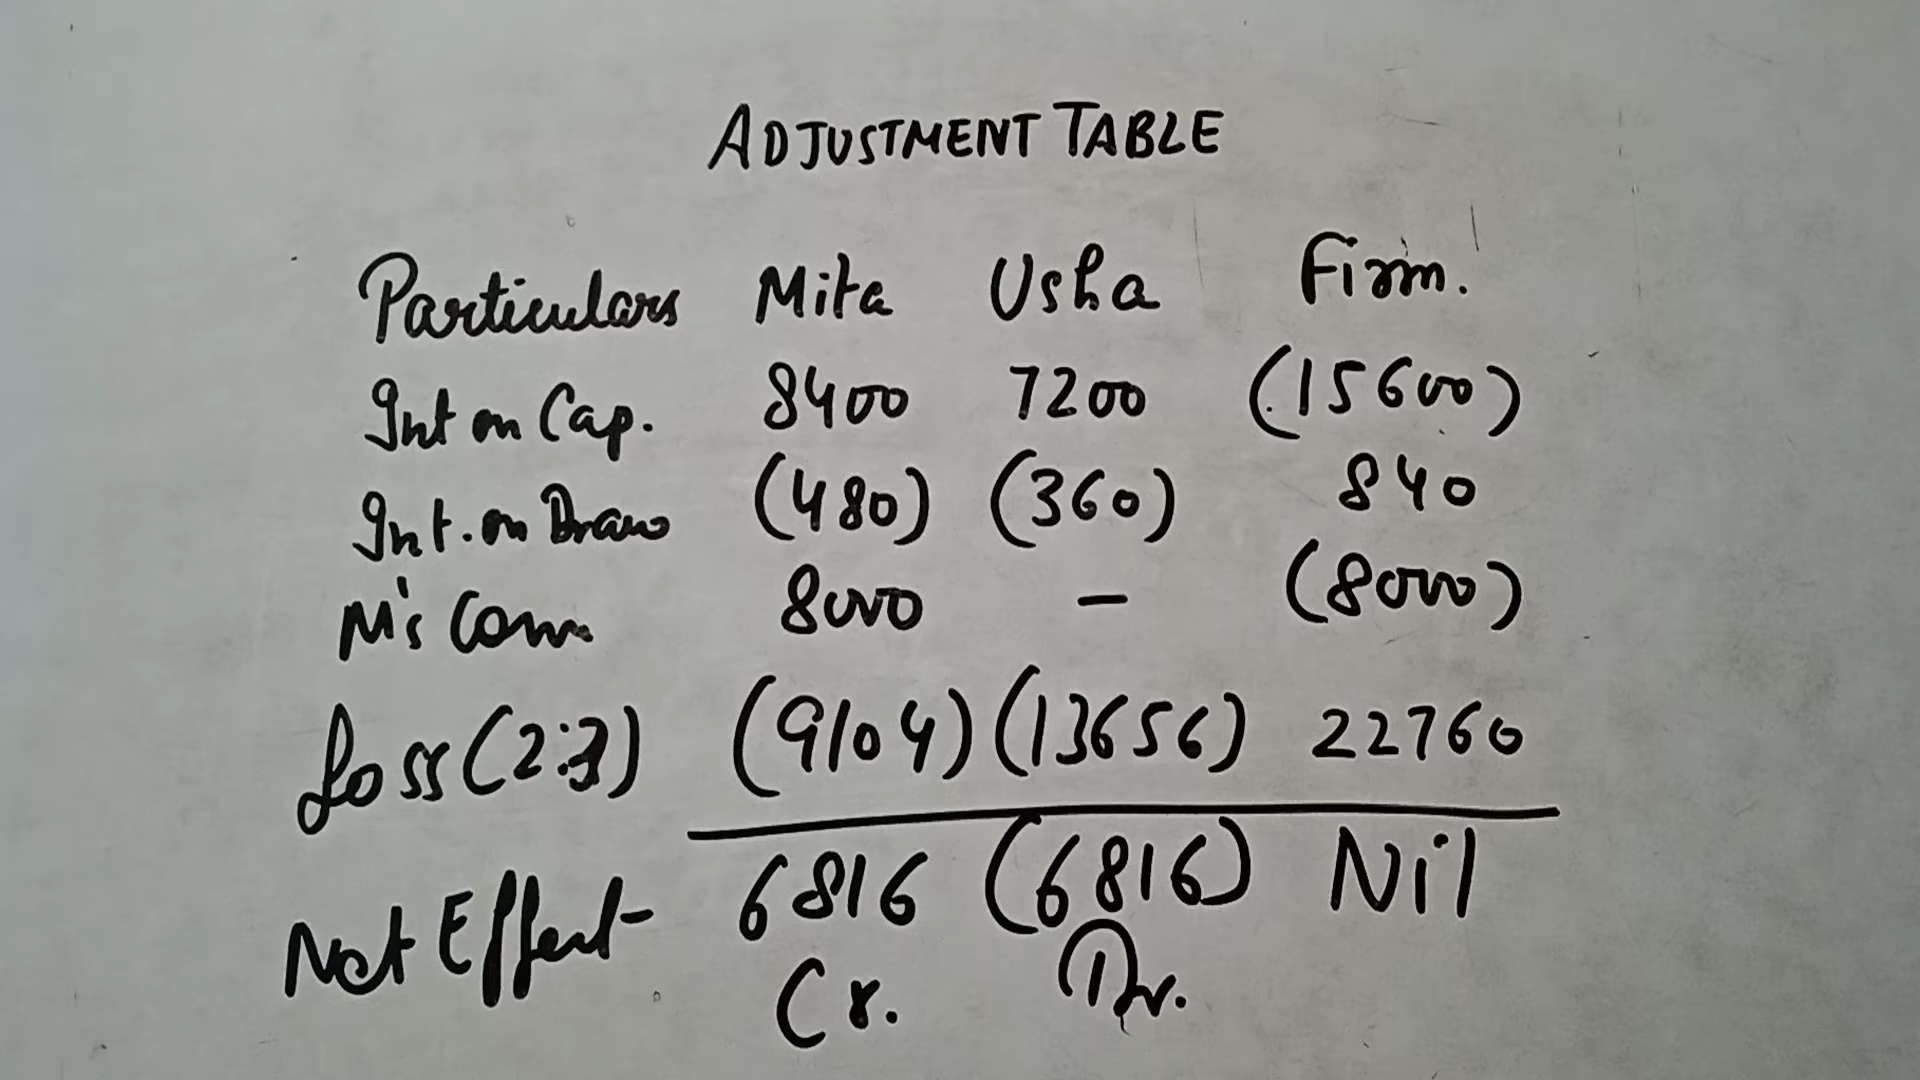 ADJUSTMENT TABLE
Particulars Mita Usha Firm.
Int on Cap. 8400 7200 (15600)
Int. on Draw (480) (360) 840
M's Com 8000 - (8000)
Loss (2:3) (9104) (13656) 22760
Net Effect 6816 (6816) Nil
Cr. Dr.